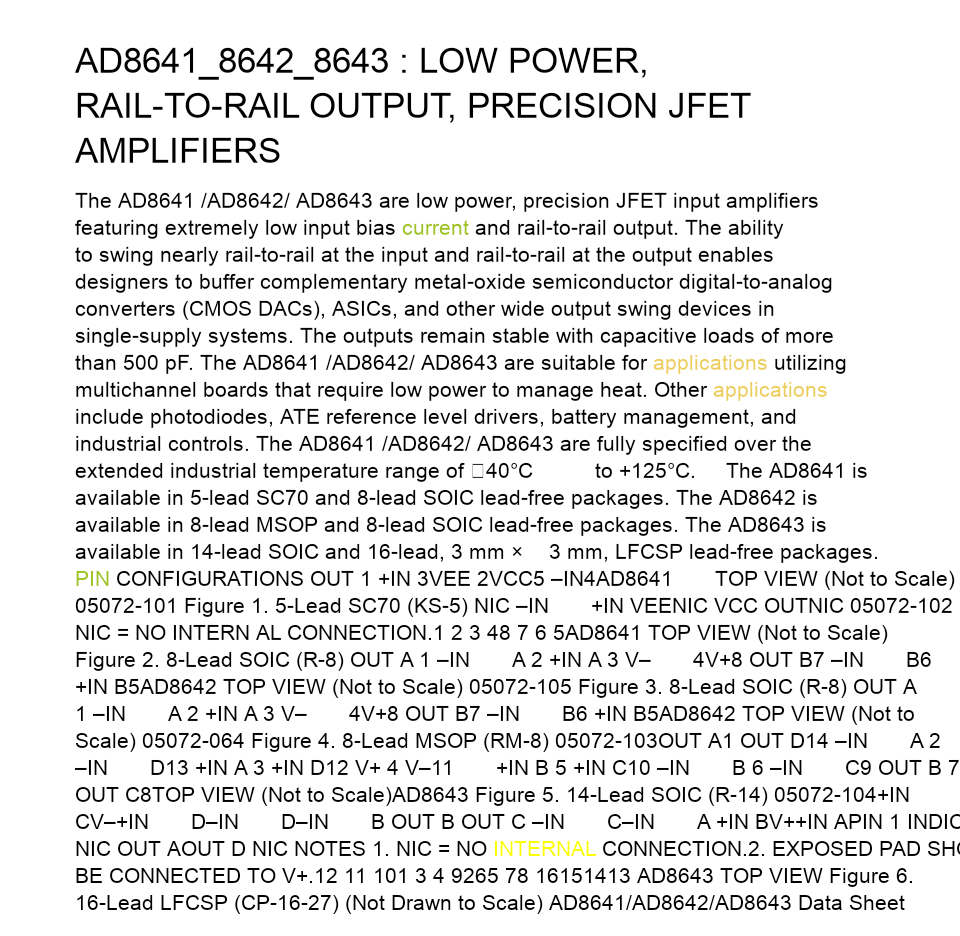 AD8641_8642_8643 : LOW POWER,
RAIL-TO-RAIL OUTPUT, PRECISION JFET
AMPLIFIERS
The AD8641 /AD8642/ AD8643 are low power, precision JFET input amplifiers
featuring extremely low input bias current and rail-to-rail output. The ability
to swing nearly rail-to-rail at the input and rail-to-rail at the output enables
designers to buffer complementary metal-oxide semiconductor digital-to-analog
converters (CMOS DACs), ASICs, and other wide output swing devices in
single-supply systems. The outputs remain stable with capacitive loads of more
than 500 pF. The AD8641 /AD8642/ AD8643 are suitable for applications utilizing
multichannel boards that require low power to manage heat. Other applications
include photodiodes, ATE reference level drivers, battery management, and
industrial controls. The AD8641 /AD8642/ AD8643 are fully specified over the
extended industrial temperature range of □40°C to +125°C. The AD8641 is
available in 5-lead SC70 and 8-lead SOIC lead-free packages. The AD8642 is
available in 8-lead MSOP and 8-lead SOIC lead-free packages. The AD8643 is
available in 14-lead SOIC and 16-lead, 3 mm × 3 mm, LFCSP lead-free packages.
PIN CONFIGURATIONS OUT 1 +IN 3VEE 2VCC5 –IN4AD8641 TOP VIEW (Not to Scale)
05072-101 Figure 1. 5-Lead SC70 (KS-5) NIC –IN +IN VEENIC VCC OUTNIC 05072-102
NIC = NO INTERN AL CONNECTION.1 2 3 48 7 6 5AD8641 TOP VIEW (Not to Scale)
Figure 2. 8-Lead SOIC (R-8) OUT A 1 –IN A 2 +IN A 3 V– 4V+8 OUT B7 –IN B6
+IN B5AD8642 TOP VIEW (Not to Scale) 05072-105 Figure 3. 8-Lead SOIC (R-8) OUT A
1 –IN A 2 +IN A 3 V– 4V+8 OUT B7 –IN B6 +IN B5AD8642 TOP VIEW (Not to
Scale) 05072-064 Figure 4. 8-Lead MSOP (RM-8) 05072-103OUT A1 OUT D14 –IN A 2
–IN D13 +IN A 3 +IN D12 V+ 4 V–11 +IN B 5 +IN C10 –IN B 6 –IN C9 OUT B 7
OUT C8TOP VIEW (Not to Scale)AD8643 Figure 5. 14-Lead SOIC (R-14) 05072-104+IN
CV–+IN D–IN D–IN B OUT B OUT C –IN C–IN A +IN BV++IN APIN 1 INDIC
NIC OUT AOUT D NIC NOTES 1. NIC = NO INTERNAL CONNECTION.2. EXPOSED PAD SHO
BE CONNECTED TO V+.12 11 101 3 4 9265 78 16151413 AD8643 TOP VIEW Figure 6.
16-Lead LFCSP (CP-16-27) (Not Drawn to Scale) AD8641/AD8642/AD8643 Data Sheet